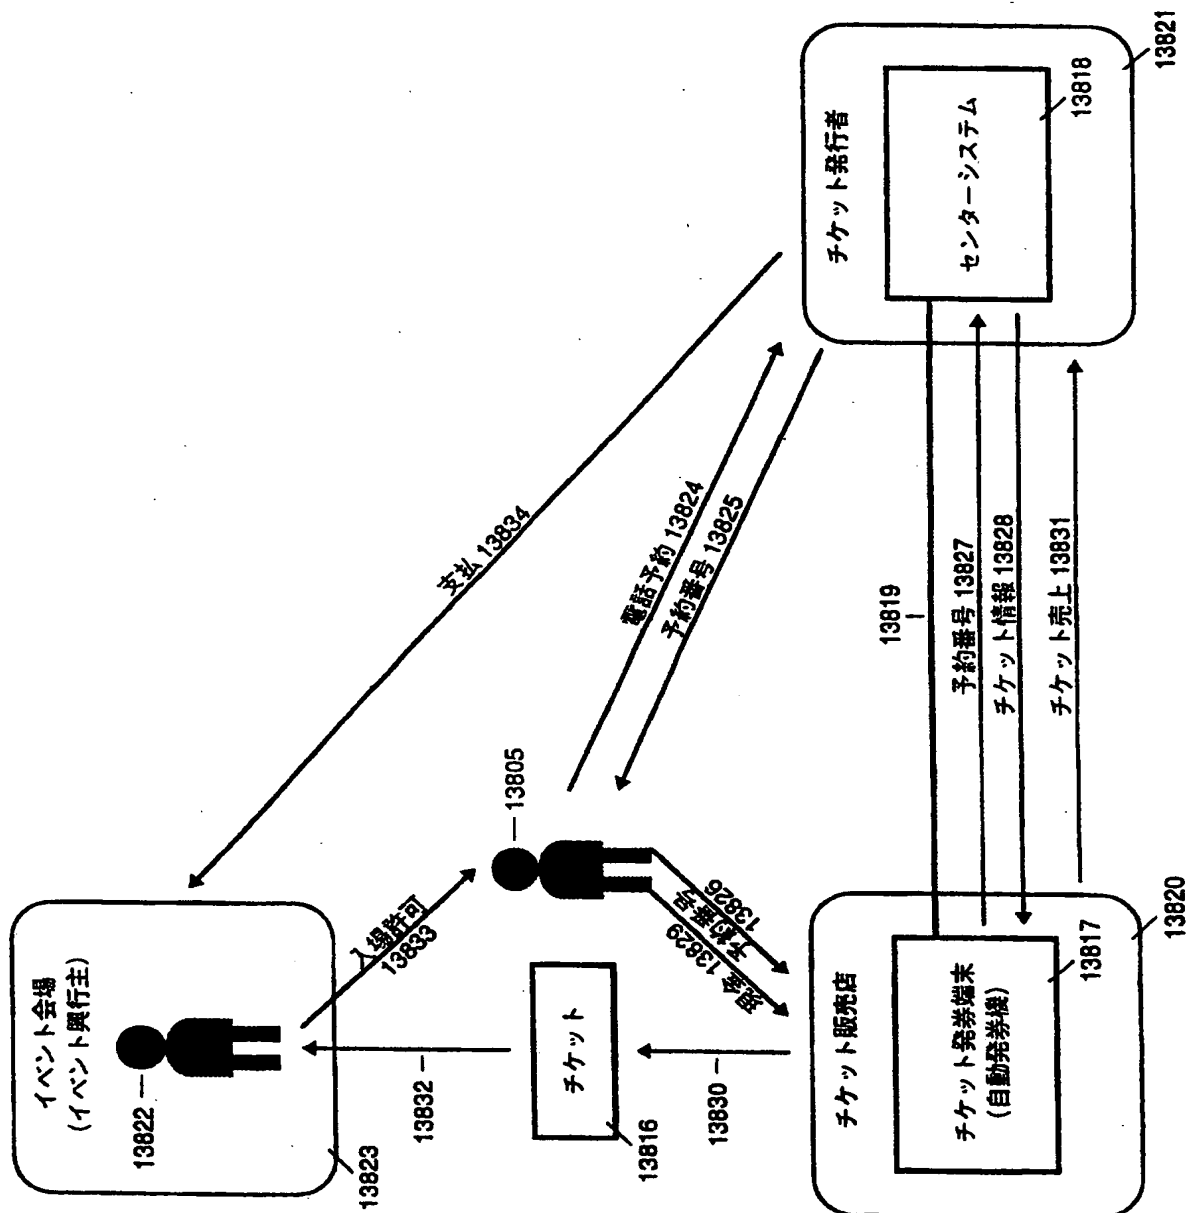 イベント会場
(イベント興行主)
13822
13823
入場許可
13833
13805
支払 13834
電話予約 13824
予約番号 13825
チケット発行者
センターシステム
13818
13821
13832
チケット
13816
13830
現金 13829
予約番号
13826
13819
予約番号 13827
チケット情報 13828
チケット売上 13831
チケット販売店
チケット発券端末
(自動発券機)
13817
13820